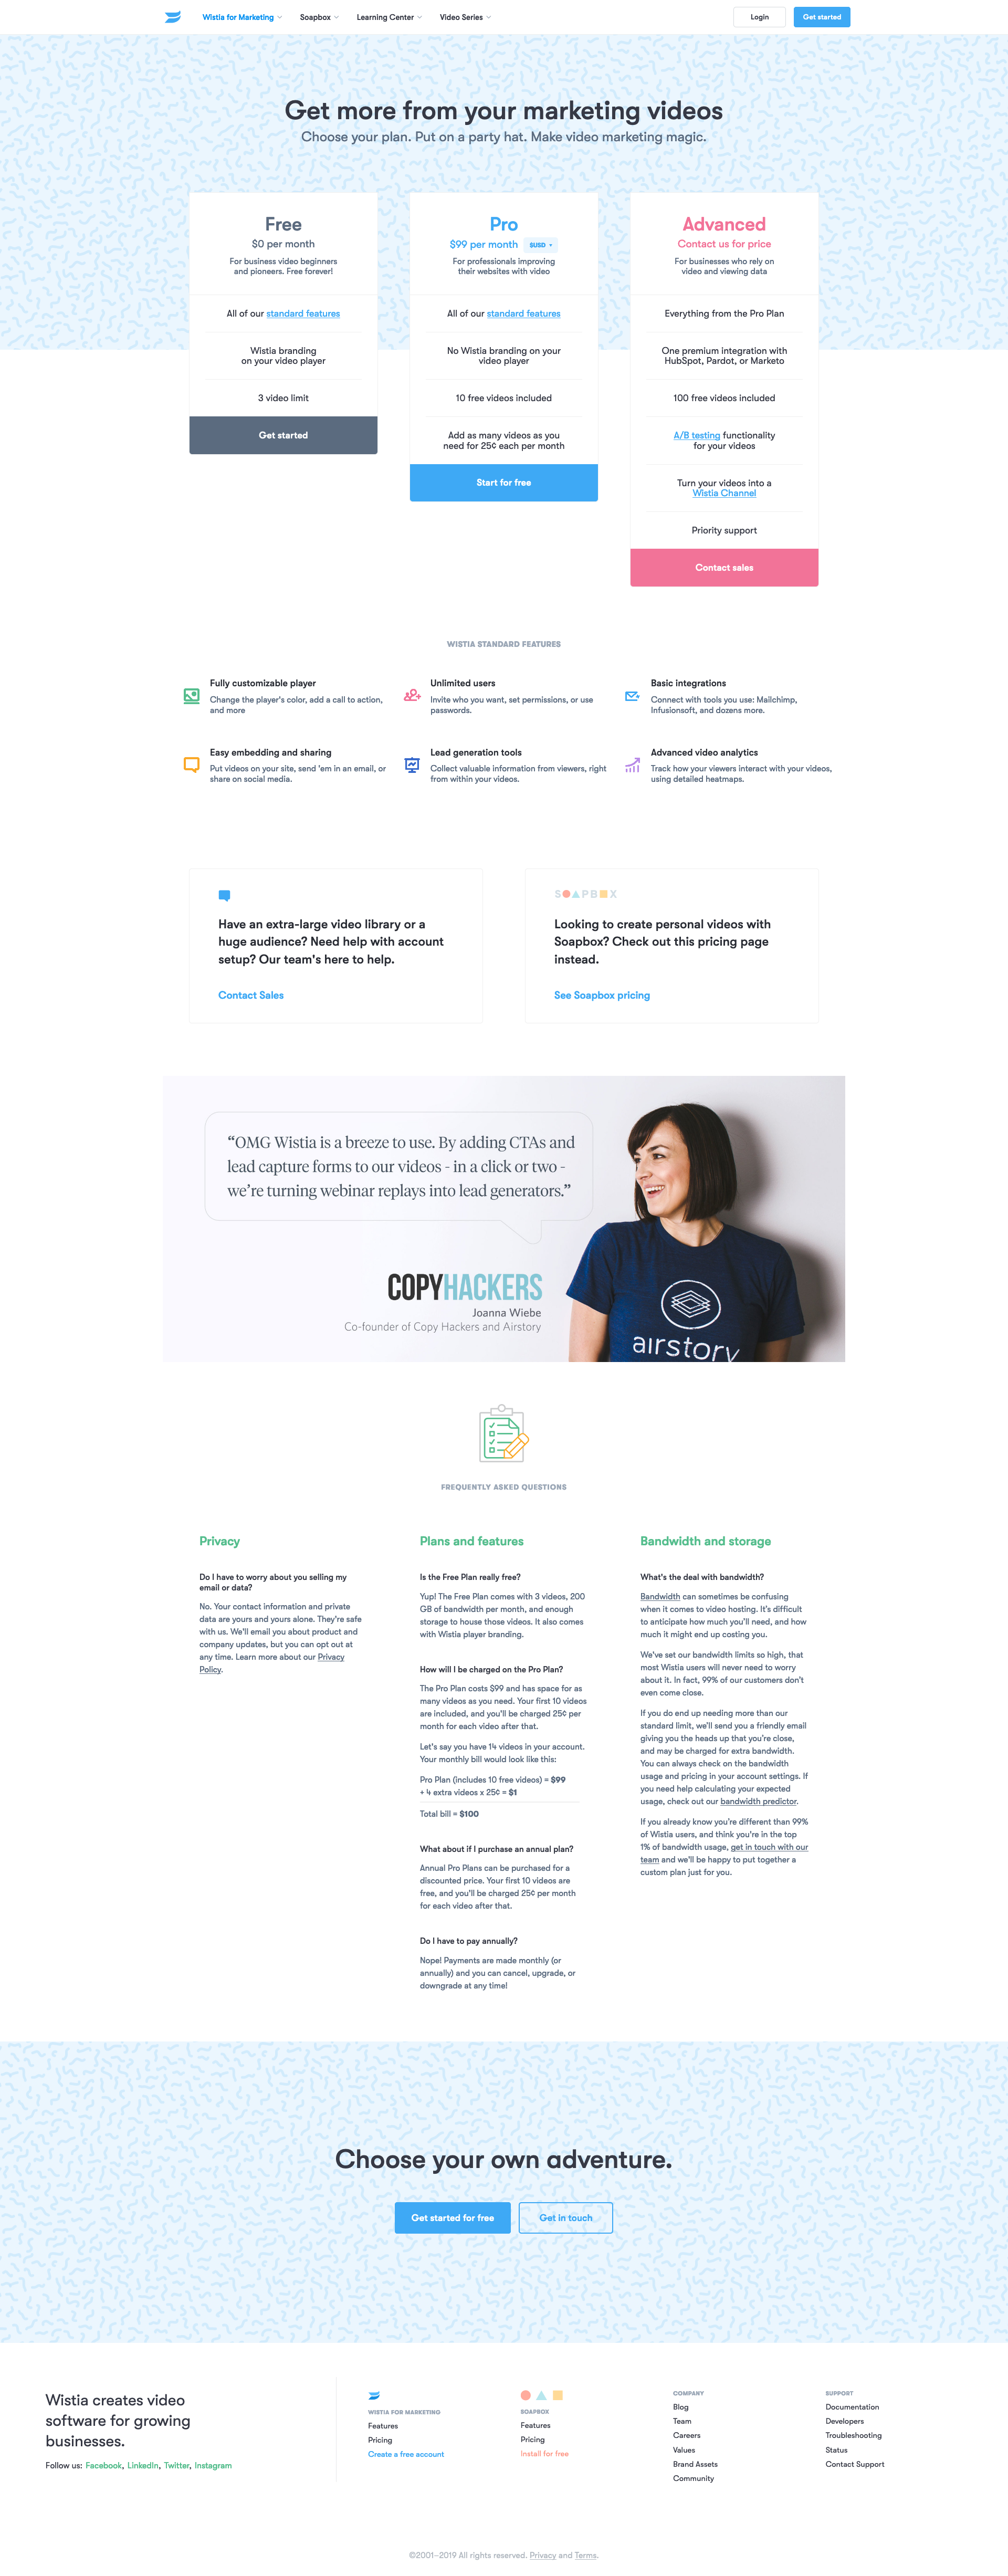 Wistia for Marketing
Soapbox
Learning Center
Video Series
Login
Get started
Get more from your marketing videos
Choose your plan. Put on a party hat. Make video marketing magic.
Free
$0 per month
For business video beginners
and pioneers. Free forever!
All of our standard features
Wistia branding
on your video player
3 video limit
Get started
Pro
$99 per month
$USD
For professionals improving
their websites with video
All of our standard features
No Wistia branding on your
video player
10 free videos included
Add as many videos as you
need for 25¢ each per month
Start for free
Advanced
Contact us for price
For businesses who rely on
video and viewing data
Everything from the Pro Plan
One premium integration with
HubSpot, Pardot, or Marketo
100 free videos included
A/B testing functionality
for your videos
Turn your videos into a
Wistia Channel
Priority support
Contact sales
WISTIA STANDARD FEATURES
Fully customizable player
Change the player's color, add a call to action,
and more
Unlimited users
Invite who you want, set permissions, or use
passwords.
Basic integrations
Connect with tools you use: Mailchimp,
Infusionsoft, and dozens more.
Easy embedding and sharing
Put videos on your site, send 'em in an email, or
share on social media.
Lead generation tools
Collect valuable information from viewers, right
from within your videos.
Advanced video analytics
Track how your viewers interact with your videos,
using detailed heatmaps.
Have an extra-large video library or a
huge audience? Need help with account
setup? Our team's here to help.
Contact Sales
SOAPBOX
Looking to create personal videos with
Soapbox? Check out this pricing page
instead.
See Soapbox pricing
“OMG Wistia is a breeze to use. By adding CTAs and
lead capture forms to our videos - in a click or two -
we’re turning webinar replays into lead generators.”
COPYHACKERS
Joanna Wiebe
Co-founder of Copy Hackers and Airstory
airstory
FREQUENTLY ASKED QUESTIONS
Privacy
Do I have to worry about you selling my
email or data?
No. Your contact information and private
data are yours and yours alone. They're safe
with us. We'll email you about product and
company updates, but you can opt out at
any time. Learn more about our Privacy
Policy.
Plans and features
Is the Free Plan really free?
Yup! The Free Plan comes with 3 videos, 200
GB of bandwidth per month, and enough
storage to house those videos. It also comes
with Wistia player branding.
How will I be charged on the Pro Plan?
The Pro Plan costs $99 and has space for as
many videos as you need. Your first 10 videos
are included, and you'll be charged 25¢ per
month for each video after that.
Let's say you have 14 videos in your account.
Your monthly bill would look like this:
Pro Plan (includes 10 free videos) = $99
+ 4 extra videos x 25¢ = $1
Total bill = $100
What about if I purchase an annual plan?
Annual Pro Plans can be purchased for a
discounted price. Your first 10 videos are
free, and you'll be charged 25¢ per month
for each video after that.
Do I have to pay annually?
Nope! Payments are made monthly (or
annually) and you can cancel, upgrade, or
downgrade at any time!
Bandwidth and storage
What's the deal with bandwidth?
Bandwidth can sometimes be confusing
when it comes to video hosting. It's difficult
to anticipate how much you'll need, and how
much it might end up costing you.
We've set our bandwidth limits so high, that
most Wistia users will never need to worry
about it. In fact, 99% of our customers don't
even come close.
If you do end up needing more than our
standard limit, we'll send you a friendly email
giving you the heads up that you're close,
and may be charged for extra bandwidth.
You can always check on the bandwidth
usage and pricing in your account settings. If
you need help calculating your expected
usage, check out our bandwidth predictor.
If you already know you're different than 99%
of Wistia users, and think you're in the top
1% of bandwidth usage, get in touch with our
team and we'll be happy to put together a
custom plan just for you.
Choose your own adventure.
Get started for free
Get in touch
Wistia creates video
software for growing
businesses.
Follow us: Facebook, LinkedIn, Twitter, Instagram
WISTIA FOR MARKETING
Features
Pricing
Create a free account
SOAPBOX
Features
Pricing
Install for free
COMPANY
Blog
Team
Careers
Values
Brand Assets
Community
SUPPORT
Documentation
Developers
Troubleshooting
Status
Contact Support
©2001–2019 All rights reserved. Privacy and Terms.